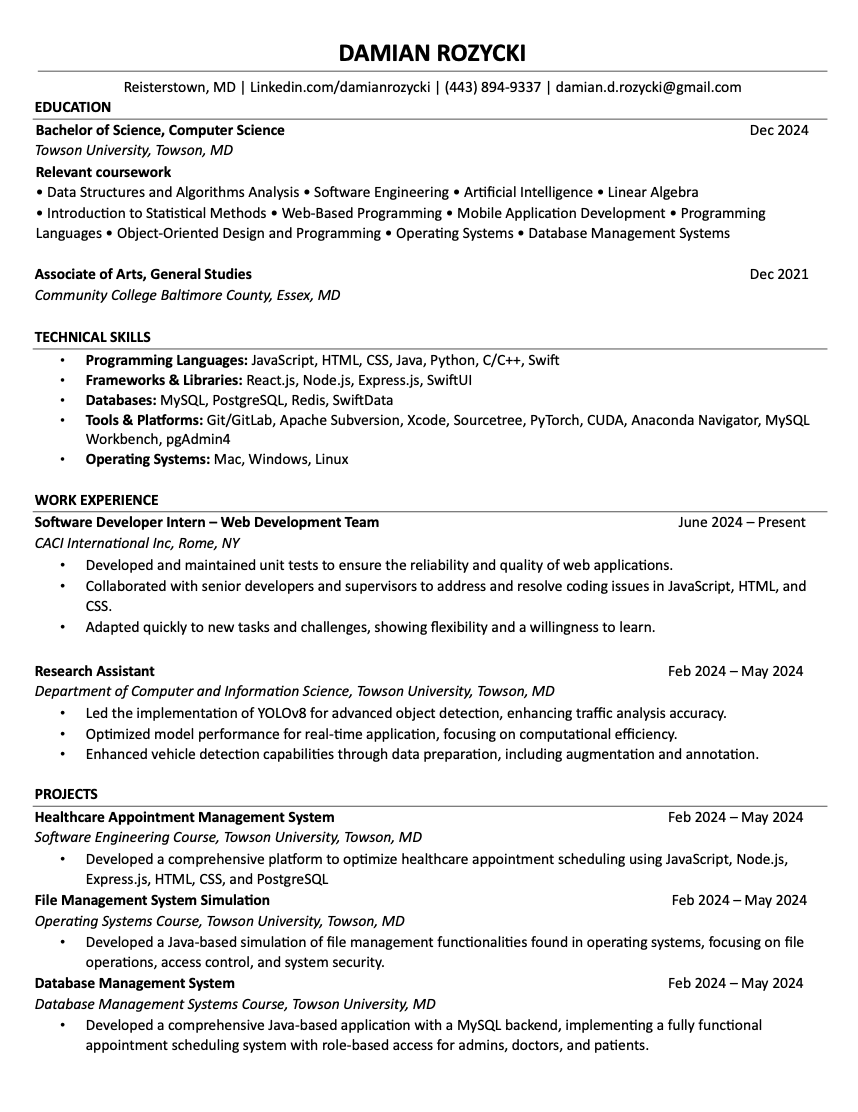 DAMIAN ROZYCKI
Reisterstown, MD | Linkedin.com/damianrozycki | (443) 894-9337 | damian.d.rozycki@gmail.com
EDUCATION
Bachelor of Science, Computer Science Dec 2024
Towson University, Towson, MD
Relevant coursework
• Data Structures and Algorithms Analysis • Software Engineering • Artificial Intelligence • Linear Algebra
• Introduction to Statistical Methods • Web-Based Programming • Mobile Application Development • Programming
Languages • Object-Oriented Design and Programming • Operating Systems • Database Management Systems
Associate of Arts, General Studies Dec 2021
Community College Baltimore County, Essex, MD
TECHNICAL SKILLS
• Programming Languages: JavaScript, HTML, CSS, Java, Python, C/C++, Swift
• Frameworks & Libraries: React.js, Node.js, Express.js, SwiftUI
• Databases: MySQL, PostgreSQL, Redis, SwiftData
• Tools & Platforms: Git/GitLab, Apache Subversion, Xcode, Sourcetree, PyTorch, CUDA, Anaconda Navigator, MySQL
Workbench, pgAdmin4
• Operating Systems: Mac, Windows, Linux
WORK EXPERIENCE
Software Developer Intern – Web Development Team June 2024 – Present
CACI International Inc, Rome, NY
• Developed and maintained unit tests to ensure the reliability and quality of web applications.
• Collaborated with senior developers and supervisors to address and resolve coding issues in JavaScript, HTML, and
CSS.
• Adapted quickly to new tasks and challenges, showing flexibility and a willingness to learn.
Research Assistant Feb 2024 – May 2024
Department of Computer and Information Science, Towson University, Towson, MD
• Led the implementation of YOLOv8 for advanced object detection, enhancing traffic analysis accuracy.
• Optimized model performance for real-time application, focusing on computational efficiency.
• Enhanced vehicle detection capabilities through data preparation, including augmentation and annotation.
PROJECTS
Healthcare Appointment Management System Feb 2024 – May 2024
Software Engineering Course, Towson University, Towson, MD
• Developed a comprehensive platform to optimize healthcare appointment scheduling using JavaScript, Node.js,
Express.js, HTML, CSS, and PostgreSQL
File Management System Simulation Feb 2024 – May 2024
Operating Systems Course, Towson University, Towson, MD
• Developed a Java-based simulation of file management functionalities found in operating systems, focusing on file
operations, access control, and system security.
Database Management System Feb 2024 – May 2024
Database Management Systems Course, Towson University, MD
• Developed a comprehensive Java-based application with a MySQL backend, implementing a fully functional
appointment scheduling system with role-based access for admins, doctors, and patients.